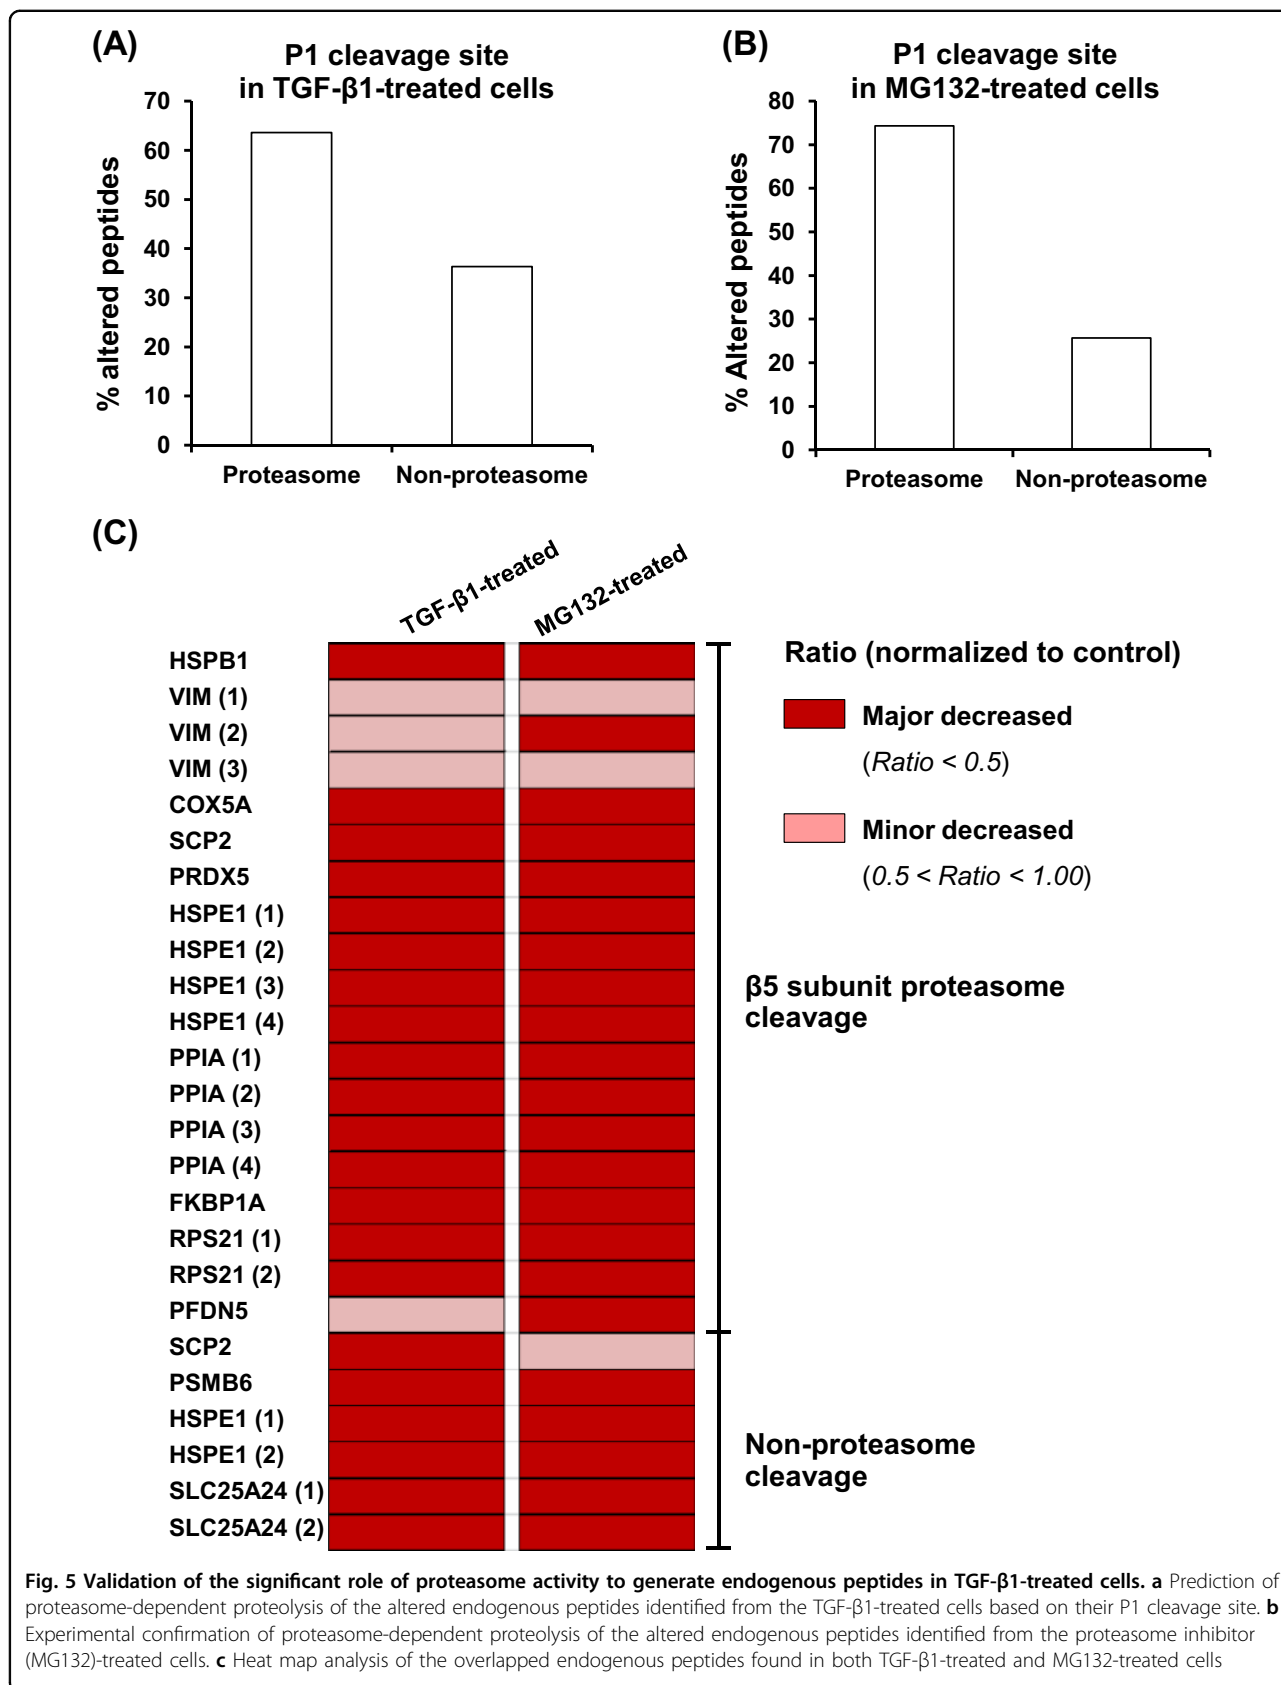 (A)
P1 cleavage site
in TGF-β1-treated cells
% altered peptides
70
60
50
40
30
20
10
0
Proteasome
Non-proteasome
(B)
P1 cleavage site
in MG132-treated cells
% Altered peptides
80
70
60
50
40
30
20
10
0
Proteasome
Non-proteasome
(C)
TGF-β1-treated
MG132-treated
HSPB1
VIM (1)
VIM (2)
VIM (3)
COX5A
SCP2
PRDX5
HSPE1 (1)
HSPE1 (2)
HSPE1 (3)
HSPE1 (4)
PPIA (1)
PPIA (2)
PPIA (3)
PPIA (4)
FKBP1A
RPS21 (1)
RPS21 (2)
PFDN5
SCP2
PSMB6
HSPE1 (1)
HSPE1 (2)
SLC25A24 (1)
SLC25A24 (2)
Ratio (normalized to control)
Major decreased
(Ratio < 0.5)
Minor decreased
(0.5 < Ratio < 1.00)
β5 subunit proteasome
cleavage
Non-proteasome
cleavage
Fig. 5 Validation of the significant role of proteasome activity to generate endogenous peptides in TGF-β1-treated cells. a Prediction of
proteasome-dependent proteolysis of the altered endogenous peptides identified from the TGF-β1-treated cells based on their P1 cleavage site. b
Experimental confirmation of proteasome-dependent proteolysis of the altered endogenous peptides identified from the proteasome inhibitor
(MG132)-treated cells. c Heat map analysis of the overlapped endogenous peptides found in both TGF-β1-treated and MG132-treated cells